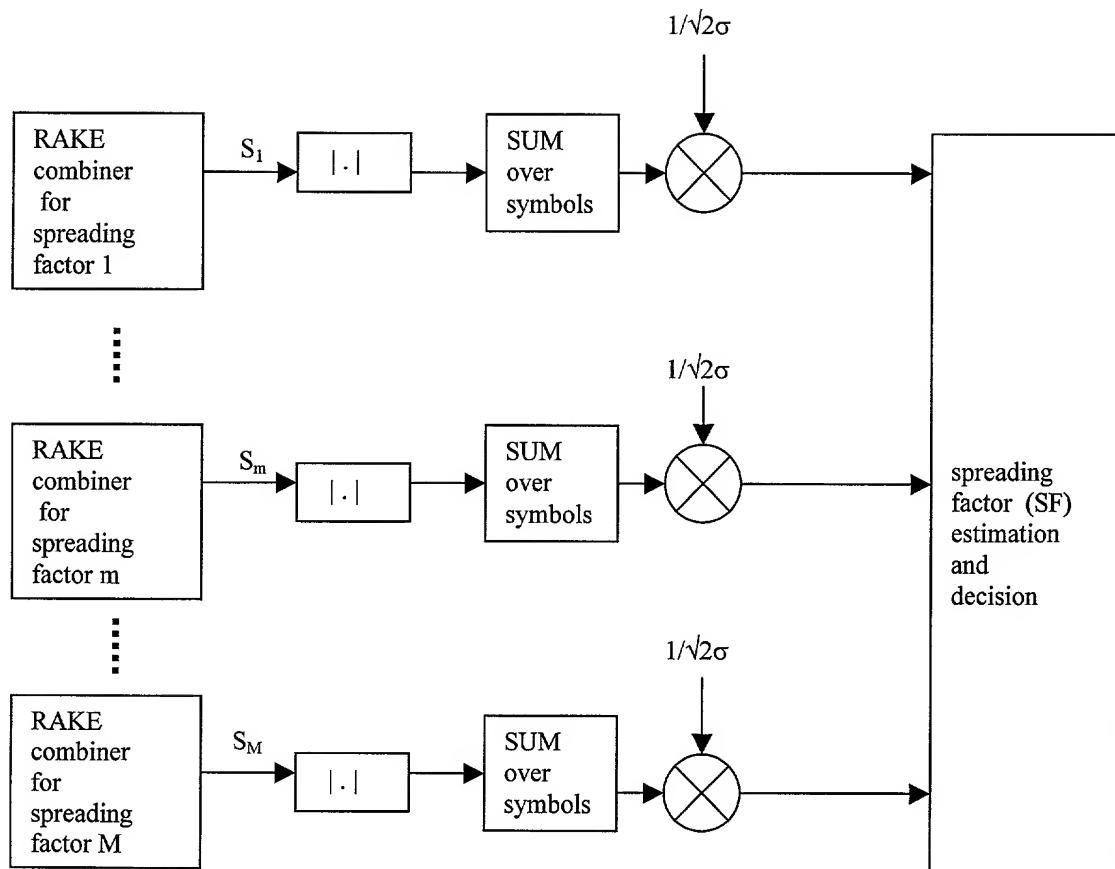 1/√2σ
RAKE
combiner
for
spreading
factor 1
S₁
|.|
SUM
over
symbols
1/√2σ
RAKE
combiner
for
spreading
factor m
Sₘ
|.|
SUM
over
symbols
spreading
factor (SF)
estimation
and
decision
1/√2σ
RAKE
combiner
for
spreading
factor M
S_M
|.|
SUM
over
symbols